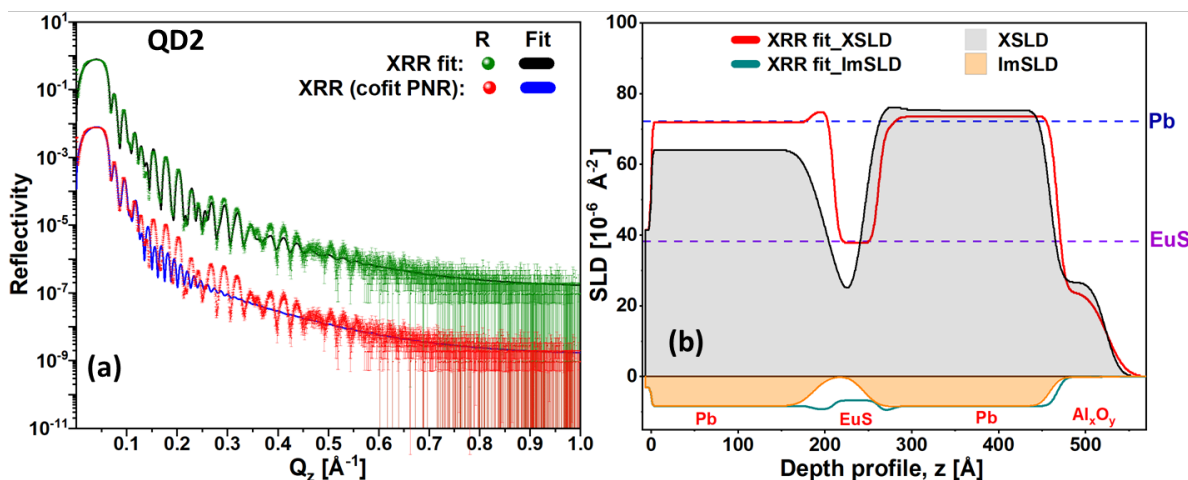 QD2
R Fit
XRR fit:
XRR (cofit PNR):
10^1
10^-1
10^-3
10^-5
10^-7
10^-9
10^-11
Reflectivity
(a)
0.1 0.2 0.3 0.4 0.5 0.6 0.7 0.8 0.9 1.0
Q_z [Å^-1]
XRR fit_XSLD XSLD
XRR fit_ImSLD ImSLD
100
80
60
40
20
0
-10
SLD [10^-6 Å^-2]
Pb
EuS
(b)
Pb EuS Pb Al_xO_y
0 100 200 300 400 500
Depth profile, z [Å]